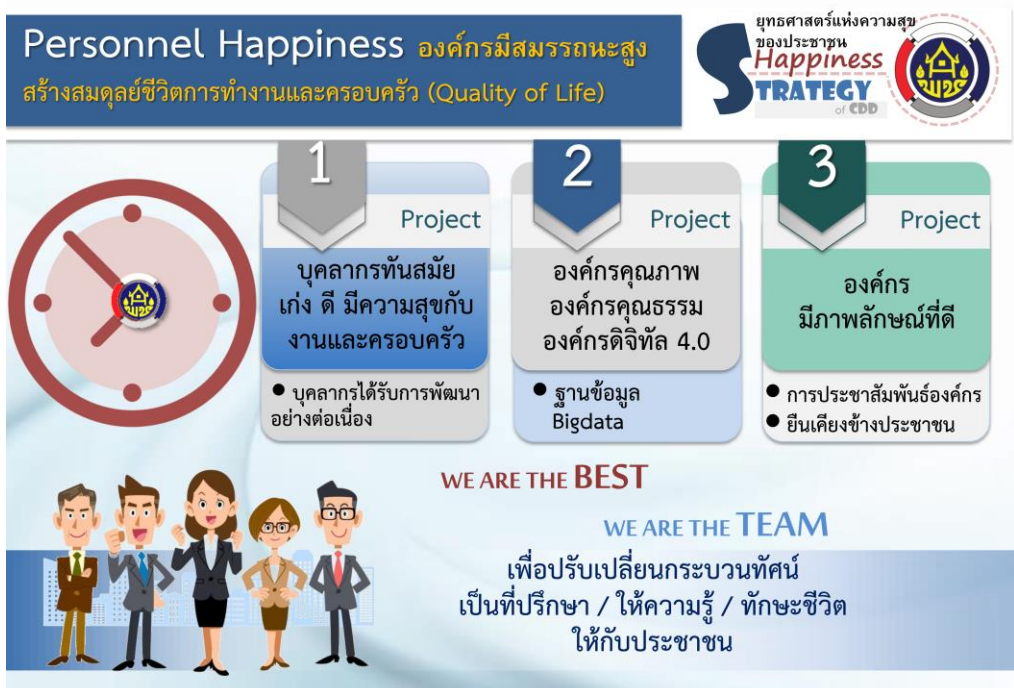 Personnel Happiness องค์กรมีสมรรถนะสูง
สร้างสมดุลย์ชีวิตการทำงานและครอบครัว (Quality of Life)
ยุทธศาสตร์แห่งความสุข
ของประชาชน
Happiness
STRATEGY
of CDD
พช
1
Project
บุคลากรทันสมัย
เก่ง ดี มีความสุขกับ
งานและครอบครัว
● บุคลากรได้รับการพัฒนา
อย่างต่อเนื่อง
2
Project
องค์กรคุณภาพ
องค์กรคุณธรรม
องค์กรดิจิทัล 4.0
● ฐานข้อมูล
Bigdata
3
Project
องค์กร
มีภาพลักษณ์ที่ดี
● การประชาสัมพันธ์องค์กร
● ยืนเคียงข้างประชาชน
พช
WE ARE THE BEST
WE ARE THE TEAM
เพื่อปรับเปลี่ยนกระบวนทัศน์
เป็นที่ปรึกษา / ให้ความรู้ / ทักษะชีวิต
ให้กับประชาชน